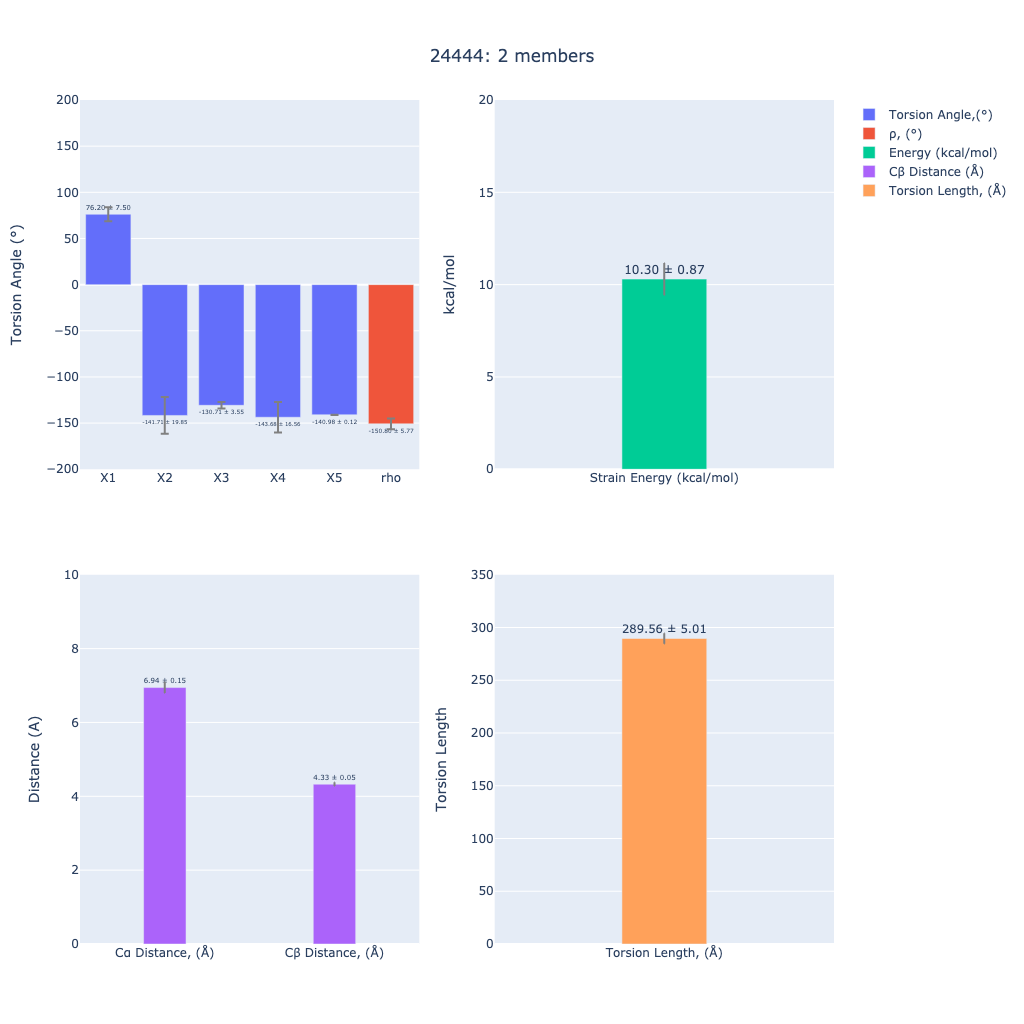 24444: 2 members
Torsion Angle (°)
200
150
100
50
0
−50
−100
−150
−200
76.20 ± 7.50
-141.71 ± 19.85
-130.71 ± 3.55
-143.68 ± 16.56
-140.98 ± 0.12
-150.80 ± 5.77
X1 X2 X3 X4 X5 rho
kcal/mol
20
15
10
5
0
10.30 ± 0.87
Strain Energy (kcal/mol)
Torsion Angle,(°)
ρ, (°)
Energy (kcal/mol)
Cβ Distance (Å)
Torsion Length, (Å)
Distance (A)
10
8
6
4
2
0
6.94 ± 0.15
4.33 ± 0.05
Cα Distance, (Å) Cβ Distance, (Å)
Torsion Length
350
300
250
200
150
100
50
0
289.56 ± 5.01
Torsion Length, (Å)